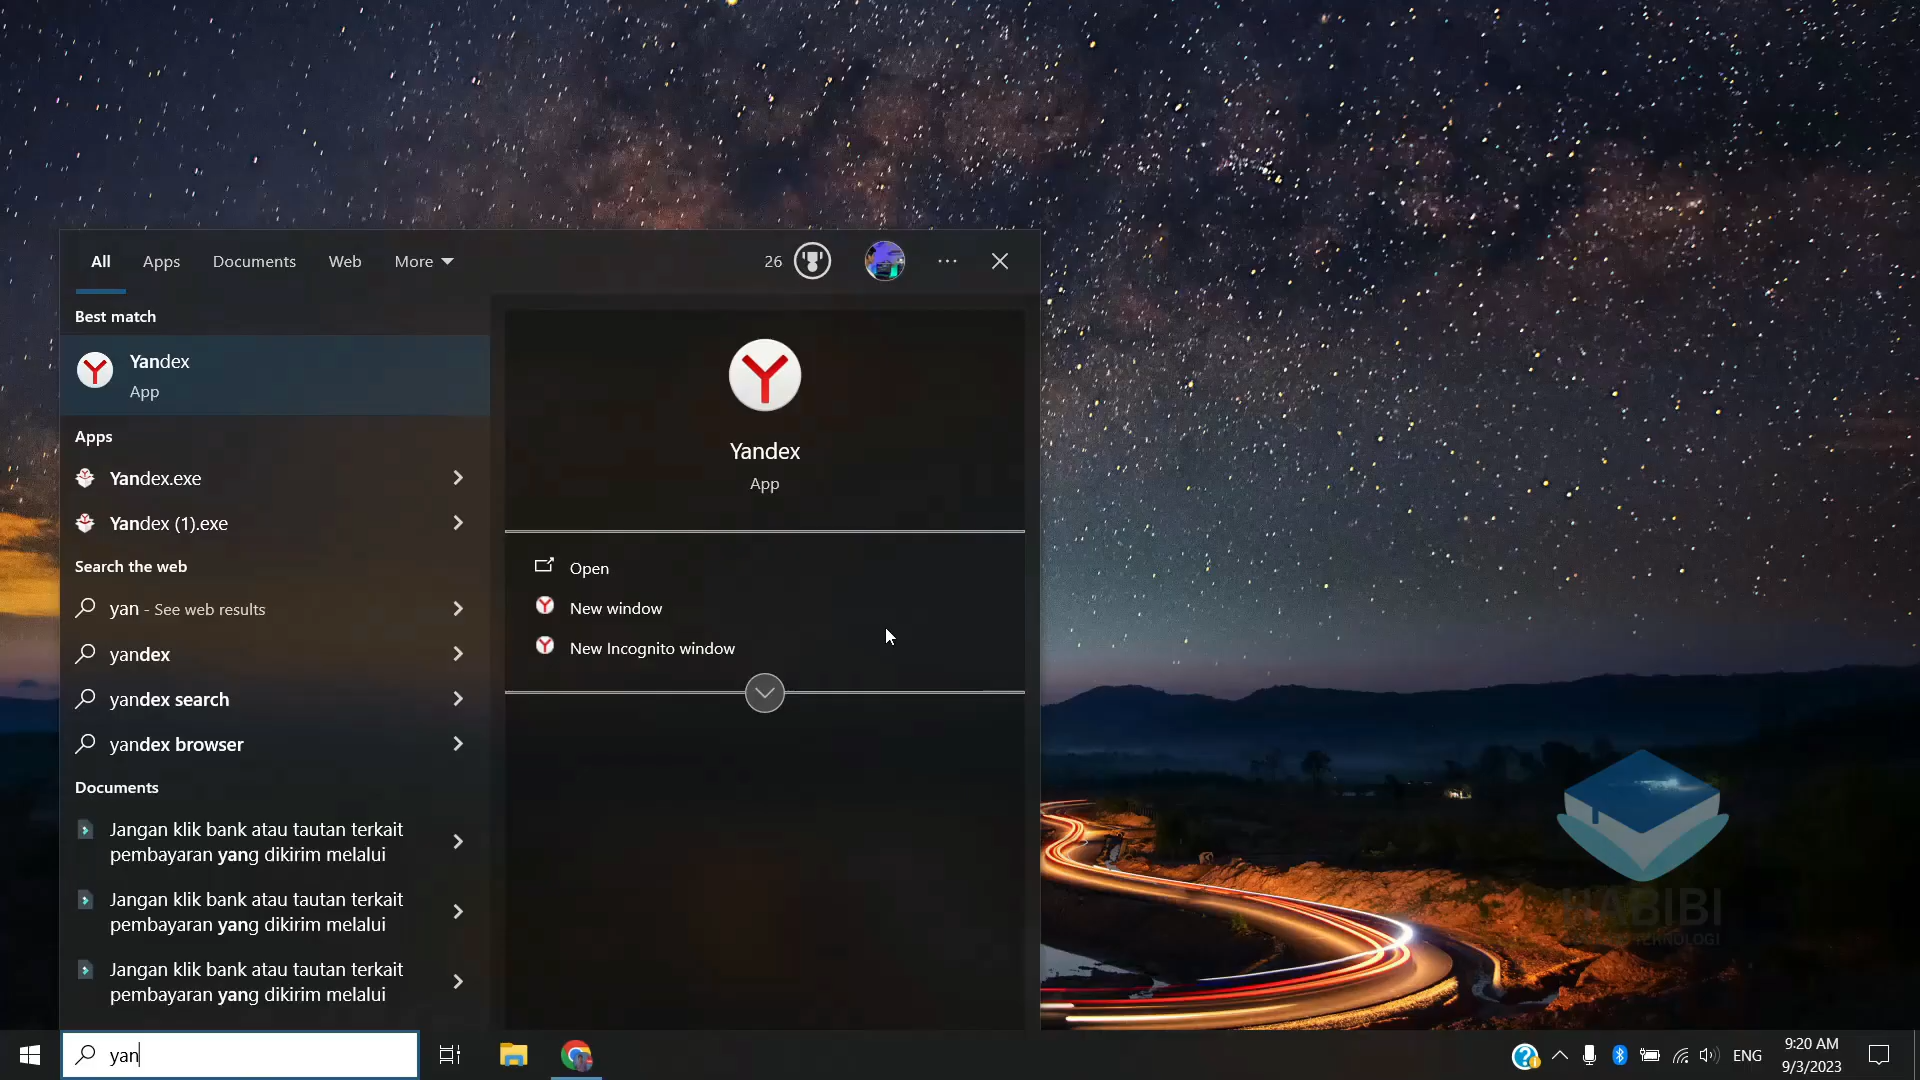 All
Apps
Documents
Web
More
26
Best match
Yandex
App
Apps
Yandex.exe
Yandex (1).exe
Search the web
yan - See web results
yandex
yandex search
yandex browser
Documents
Jangan klik bank atau tautan terkait
pembayaran yang dikirim melalui
Jangan klik bank atau tautan terkait
pembayaran yang dikirim melalui
Jangan klik bank atau tautan terkait
pembayaran yang dikirim melalui
Yandex
App
Open
New window
New Incognito window
HABIBI
TEKNOLOGI
yan
ENG
9:20 AM
9/3/2023